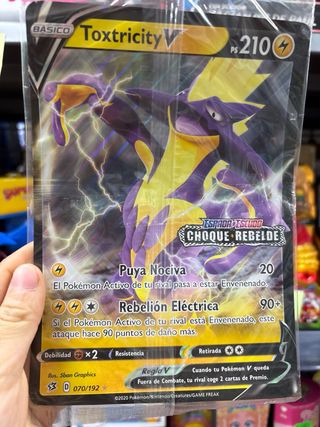 BÁSICO
Toxtricity V
PS 210
Espada y Escudo
CHOQUE REBELDE
Puya Nociva 20
El Pokémon Activo de tu rival pasa a estar Envenenado.
Rebelión Eléctrica 90+
Si el Pokémon Activo de tu rival está Envenenado, este
ataque hace 90 puntos de daño más.
Debilidad ×2 Resistencia Retirada
Regla V Cuando tu Pokémon V queda
Fuera de Combate, tu rival coge 2 cartas de Premio.
Ilus. 5ban Graphics
D 070/192
©2020 Pokémon/Nintendo/Creatures/GAME FREAK